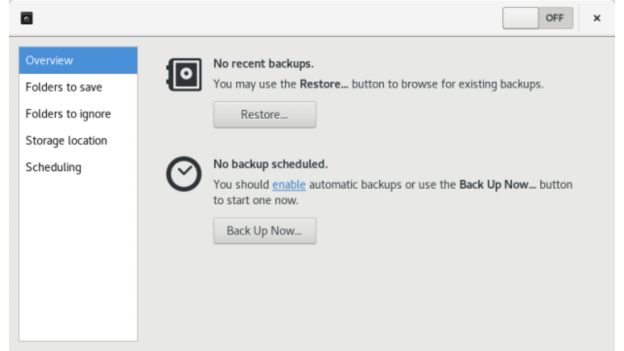 OFF
×
Overview
Folders to save
Folders to ignore
Storage location
Scheduling
No recent backups.
You may use the Restore... button to browse for existing backups.
Restore...
No backup scheduled.
You should enable automatic backups or use the Back Up Now... button
to start one now.
Back Up Now...